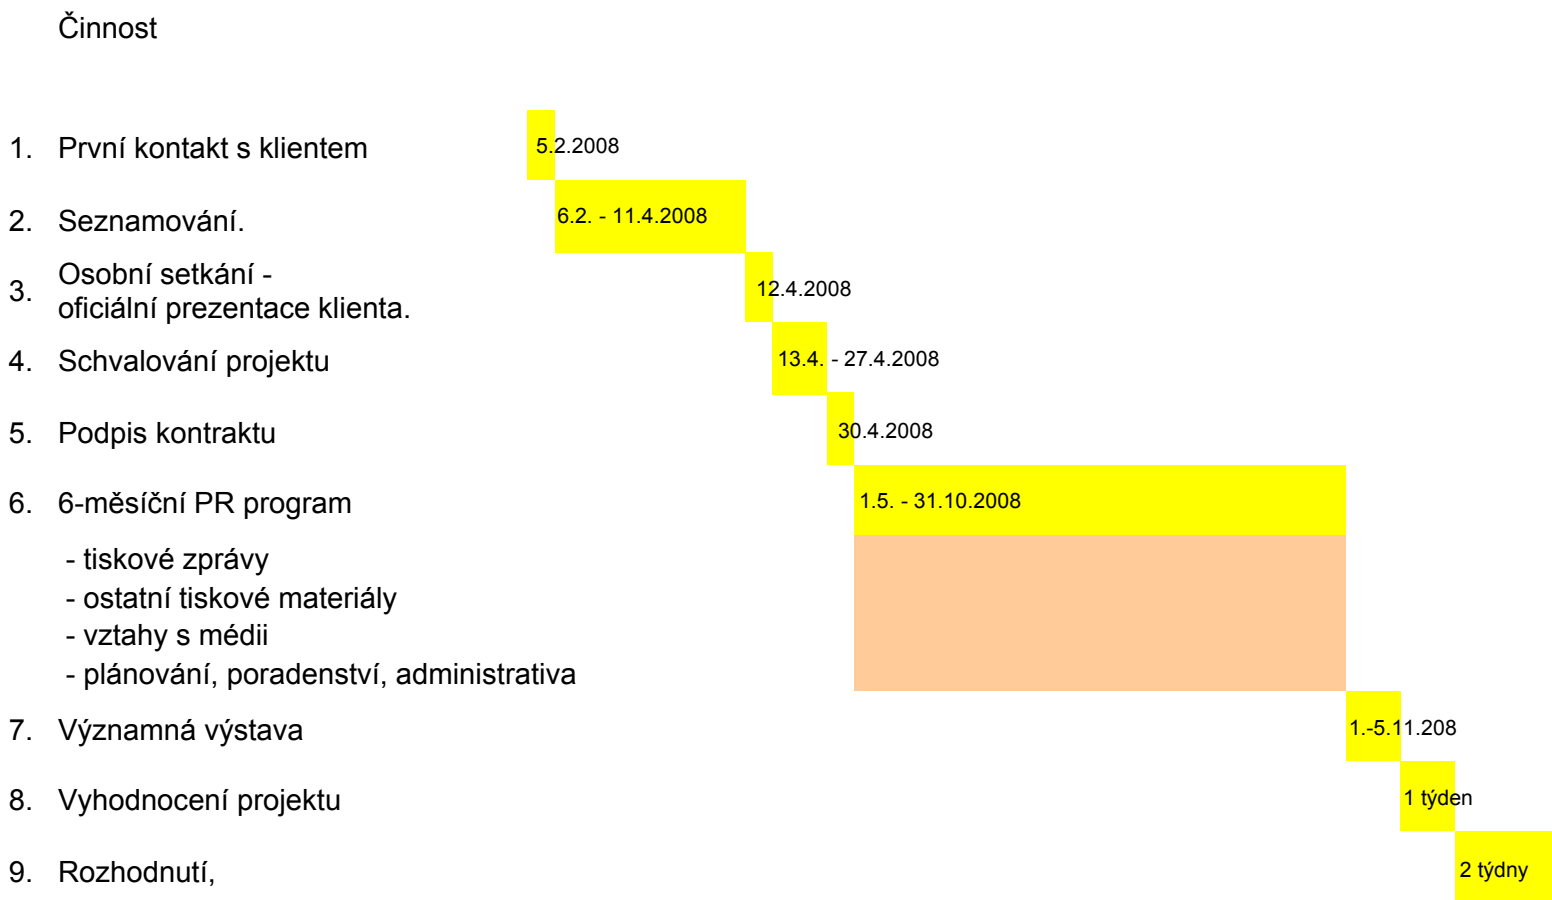 Činnost
1. První kontakt s klientem 5.2.2008
2. Seznamování. 6.2. - 11.4.2008
3. Osobní setkání -
oficiální prezentace klienta. 12.4.2008
4. Schvalování projektu 13.4. - 27.4.2008
5. Podpis kontraktu 30.4.2008
6. 6-měsíční PR program 1.5. - 31.10.2008
- tiskové zprávy
- ostatní tiskové materiály
- vztahy s médii
- plánování, poradenství, administrativa
7. Významná výstava 1.-5.11.208
8. Vyhodnocení projektu 1 týden
9. Rozhodnutí, 2 týdny